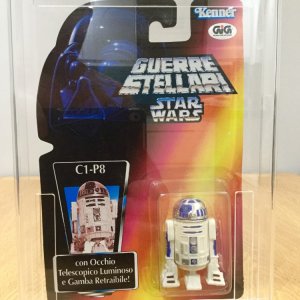 Kenner
GiG
GUERRE
STELLARI
STAR
WARS
C1-P8
con Occhio
Telescopico Luminoso
e Gamba Retraibile!